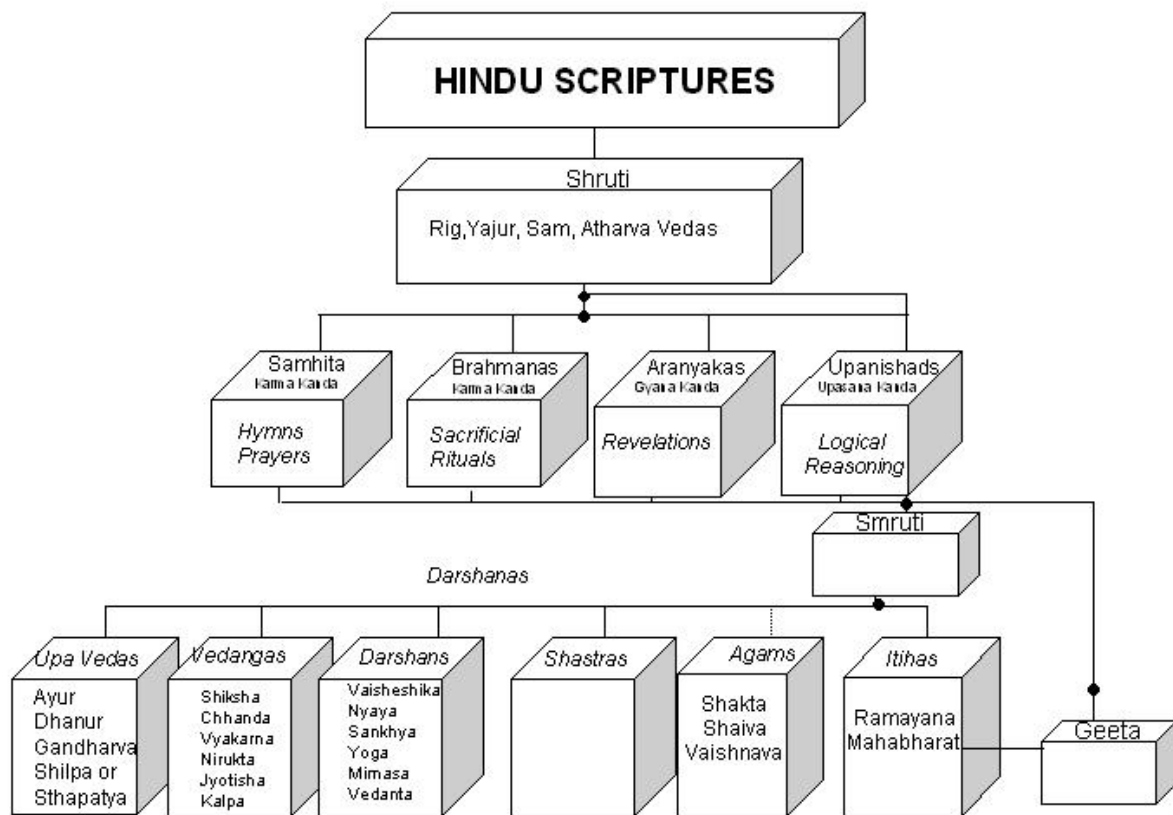 HINDU SCRIPTURES
Shruti
Rig,Yajur, Sam, Atharva Vedas
Samhita
Karma Kanda
Hymns
Prayers
Brahmanas
Karma Kanda
Sacrificial
Rituals
Aranyakas
Gyana Kanda
Revelations
Upanishads
Upasana Kanda
Logical
Reasoning
Smruti
Darshanas
Upa Vedas
Ayur
Dhanur
Gandharva
Shilpa or
Sthapatya
Vedangas
Shiksha
Chhanda
Vyakarna
Nirukta
Jyotisha
Kalpa
Darshans
Vaisheshika
Nyaya
Sankhya
Yoga
Mimasa
Vedanta
Shastras
Agams
Shakta
Shaiva
Vaishnava
Itihas
Ramayana
Mahabharat
Geeta